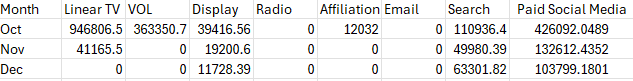 Month Linear TV VOL Display Radio Affiliation Email Search Paid Social Media
Oct 946806.5 363350.7 39416.56 0 12032 0 110936.4 426092.0489
Nov 41165.5 0 19200.6 0 0 0 49980.39 132612.4352
Dec 0 0 11728.39 0 0 0 63301.82 103799.1801